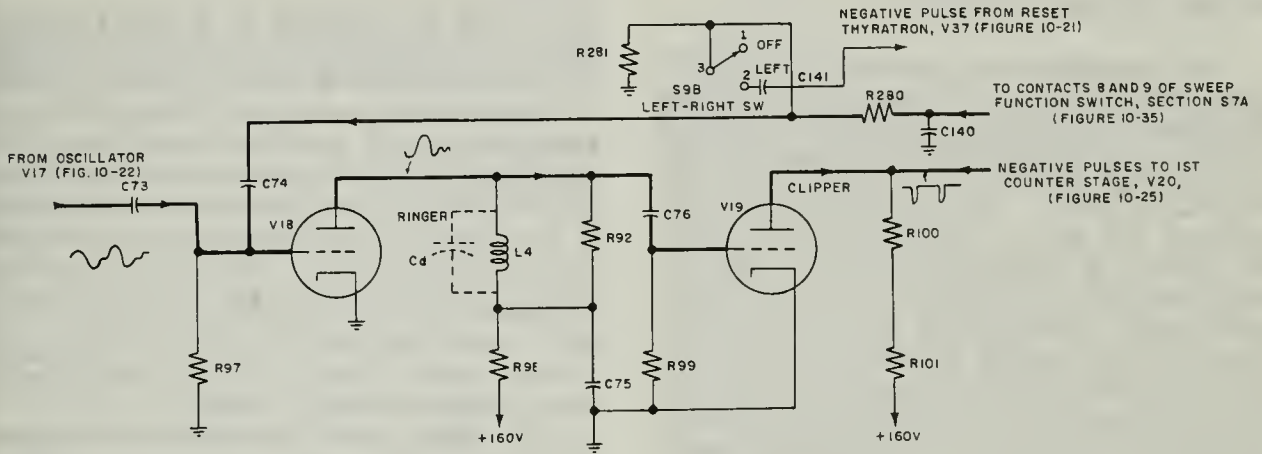 NEGATIVE PULSE FROM RESET
THYRATRON, V37 (FIGURE 10-21)
R281
1
OFF
3
2
LEFT
C141
S9B
LEFT-RIGHT SW
R280
TO CONTACTS 8 AND 9 OF SWEEP
FUNCTION SWITCH, SECTION S7A
(FIGURE 10-35)
C140
FROM OSCILLATOR
V17 (FIG. 10-22)
C73
C74
V18
RINGER
Cd
L4
R92
C76
V19
CLIPPER
NEGATIVE PULSES TO 1ST
COUNTER STAGE, V20,
(FIGURE 10-25)
R100
R97
R98
C75
R99
R101
+160V
+160V